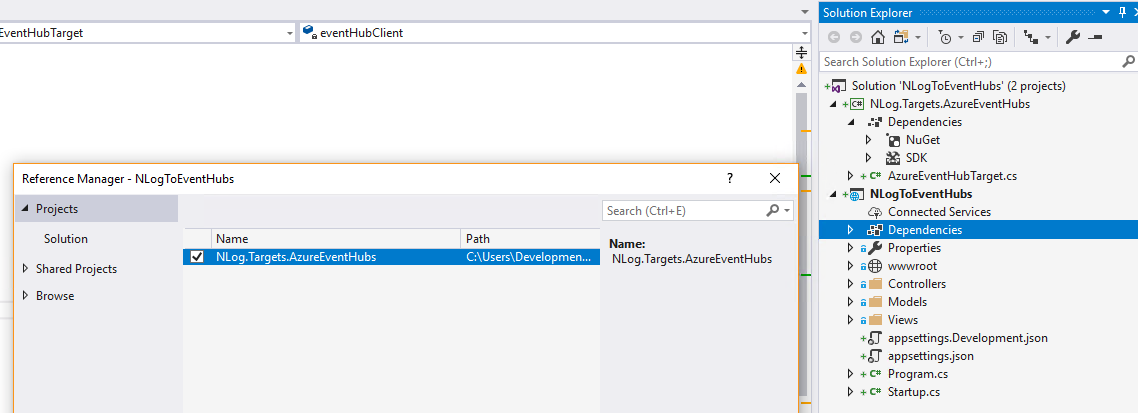 EventHubTarget
eventHubClient
Reference Manager - NLogToEventHubs
?
Projects
Solution
Shared Projects
Browse
Name
Path
NLog.Targets.AzureEventHubs
C:\Users\Developmen...
Search (Ctrl+E)
Name:
NLog.Targets.AzureEventHubs
Solution Explorer
Search Solution Explorer (Ctrl+;)
Solution 'NLogToEventHubs' (2 projects)
C# NLog.Targets.AzureEventHubs
Dependencies
NuGet
SDK
C# AzureEventHubTarget.cs
NLogToEventHubs
Connected Services
Dependencies
Properties
wwwroot
Controllers
Models
Views
appsettings.Development.json
appsettings.json
C# Program.cs
C# Startup.cs